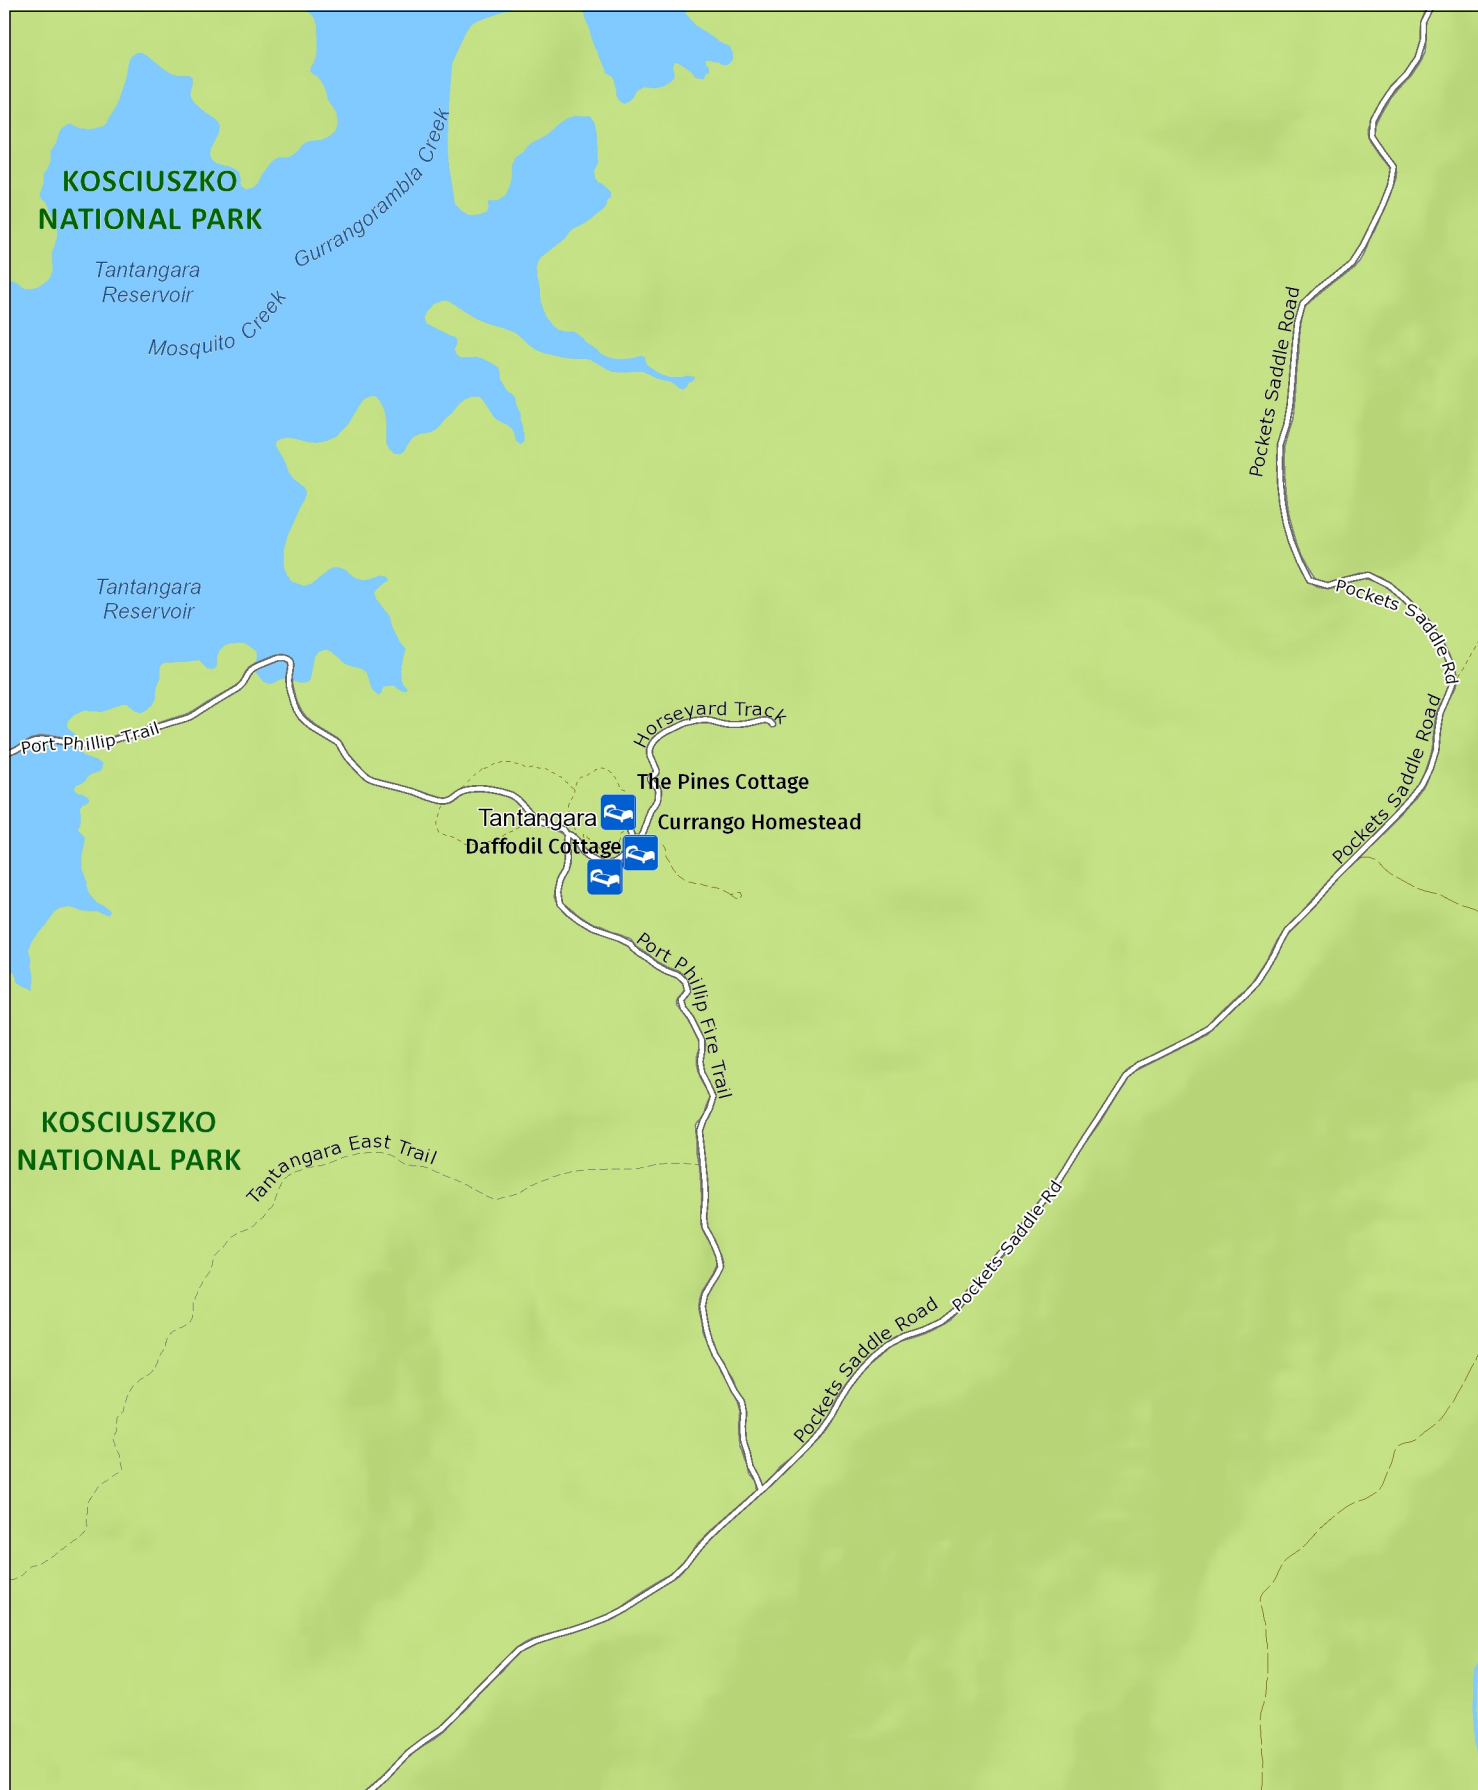 Gurrangorambla Creek
KOSCIUSZKO
NATIONAL PARK
Tantangara
Reservoir
Mosquito Creek
Pockets Saddle Road
Tantangara
Reservoir
Pockets Saddle Rd
Port Phillip Trail
Horseyard Track
Pockets Saddle Road
The Pines Cottage
Tantangara
Currango Homestead
Daffodil Cottage
Port Phillip Fire Trail
KOSCIUSZKO
NATIONAL PARK
Tantangara East Trail
Pockets Saddle Rd
Pockets Saddle Road